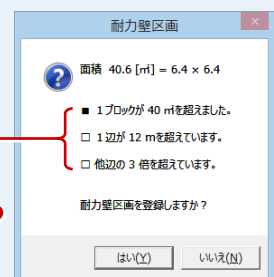 耐力壁区画
面積 40.6 [㎡] = 6.4 × 6.4
■ 1ブロックが 40 ㎡を超えました。
□ 1辺が 12 mを超えています。
□ 他辺の 3 倍を超えています。
耐力壁区画を登録しますか？
はい(Y)
いいえ(N)